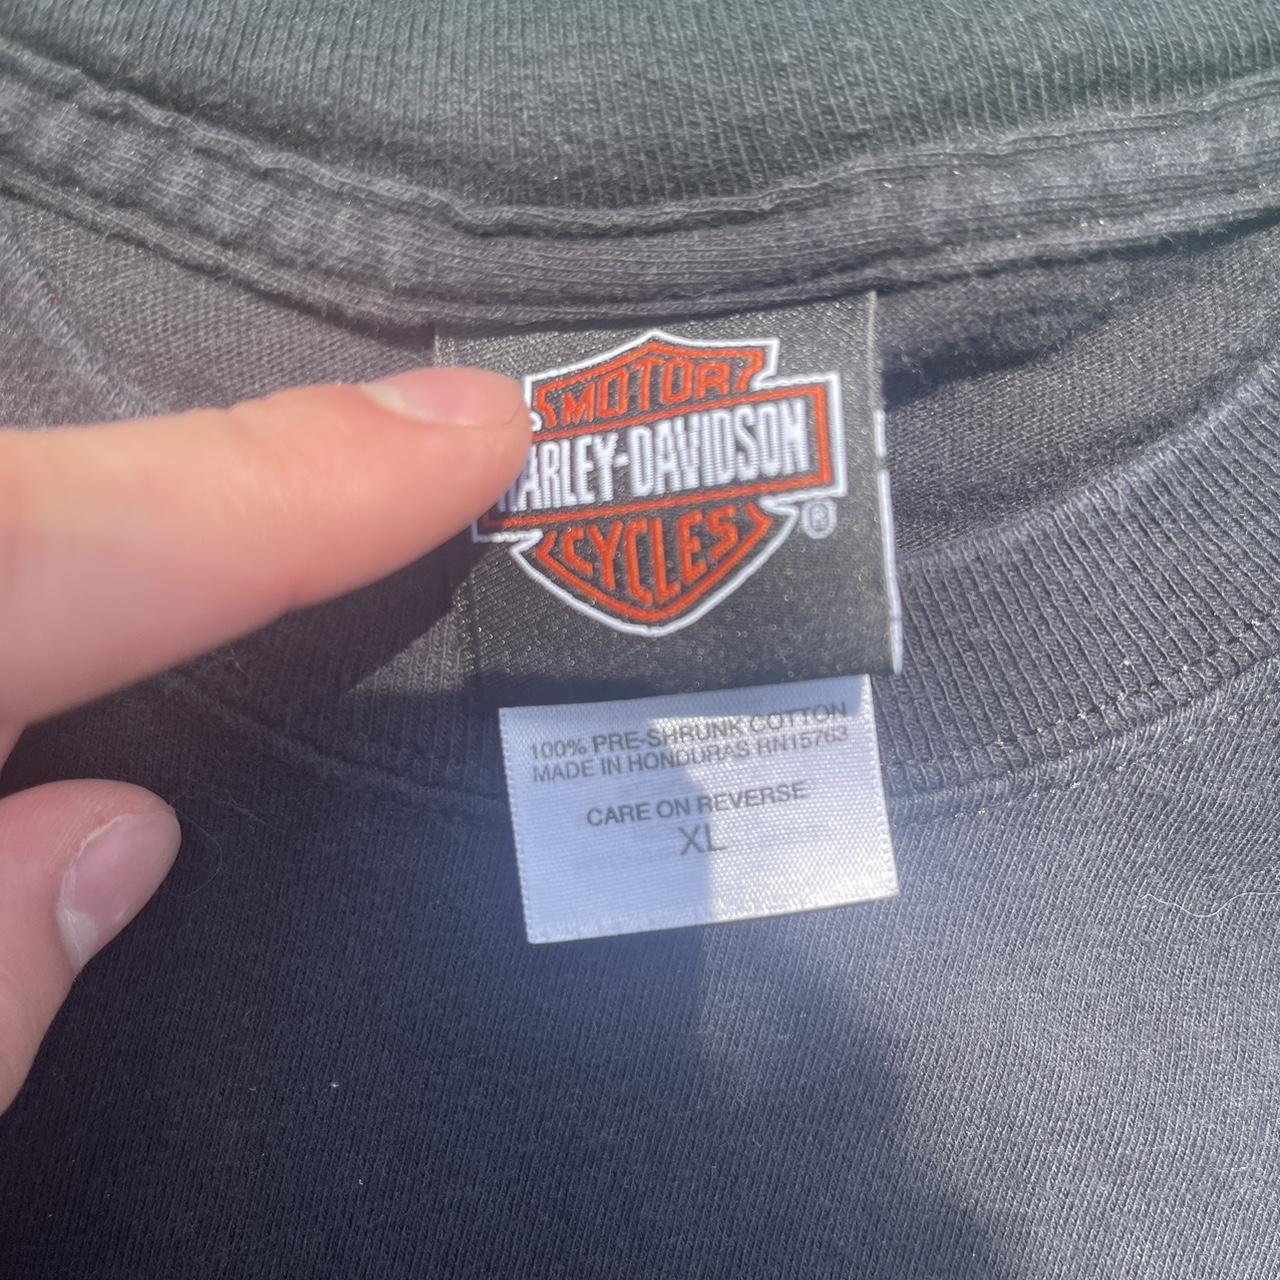 MOTOR
HARLEY-DAVIDSON
CYCLES
®
100% PRE-SHRUNK COTTON
MADE IN HONDURAS RN15763
CARE ON REVERSE
XL